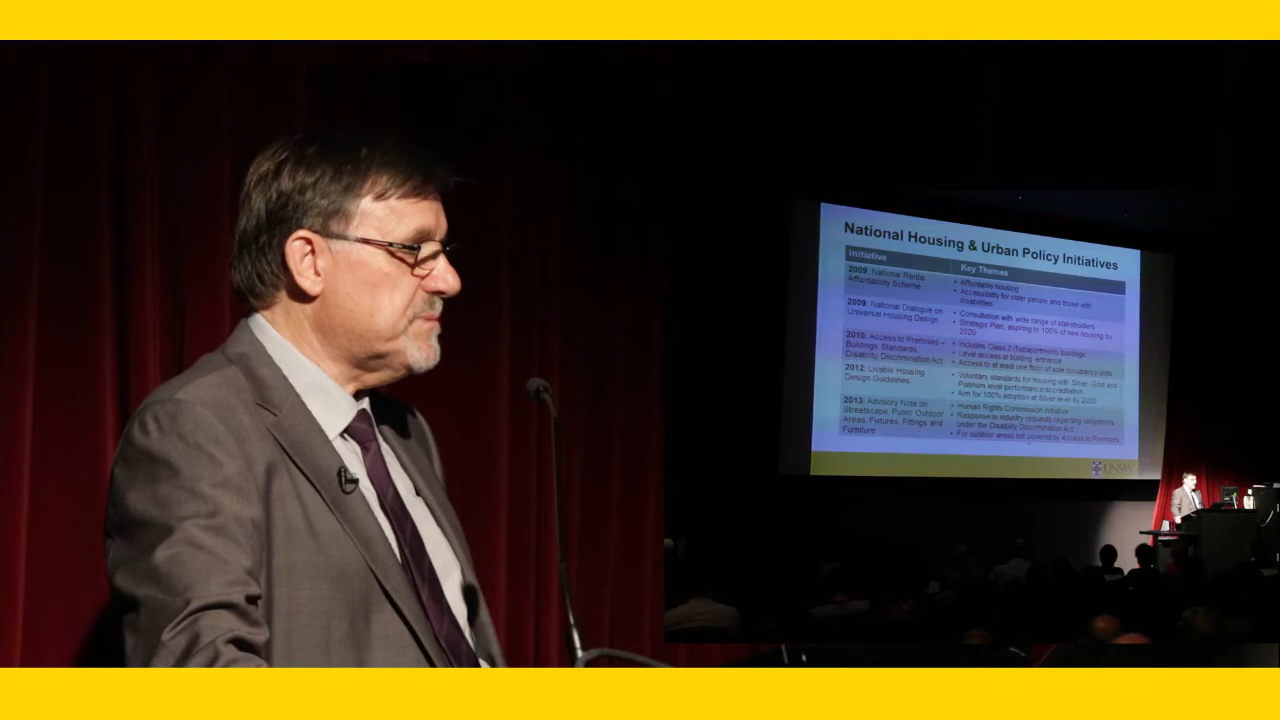 National Housing & Urban Policy Initiatives
Initiative
Key Themes
2009: National Rental
Affordability Scheme
• Affordable housing
• Accessibility for older people and those with
disabilities
2009: National Dialogue on
Universal Housing Design
• Consultation with wide range of stakeholders
• Strategic Plan, aspiring to 100% of new housing by
2020
2010: Access to Premises –
Buildings Standards,
Disability Discrimination Act
• Includes Class 2 (flat/apartment) buildings
• Level access at building entrance
• Access to at least one floor of sole occupancy units
2012: Livable Housing
Design Guidelines
• Voluntary standards for housing with Silver, Gold and
Platinum level performance/accreditation
• Aim for 100% adoption at Silver level by 2020
2013: Advisory Note on
Streetscape, Public Outdoor
Areas, Fixtures, Fittings and
Furniture
• Human Rights Commission initiative
• Response to industry requests regarding obligations
under the Disability Discrimination Act
• For outdoor areas not covered by Access to Premises
UNSW